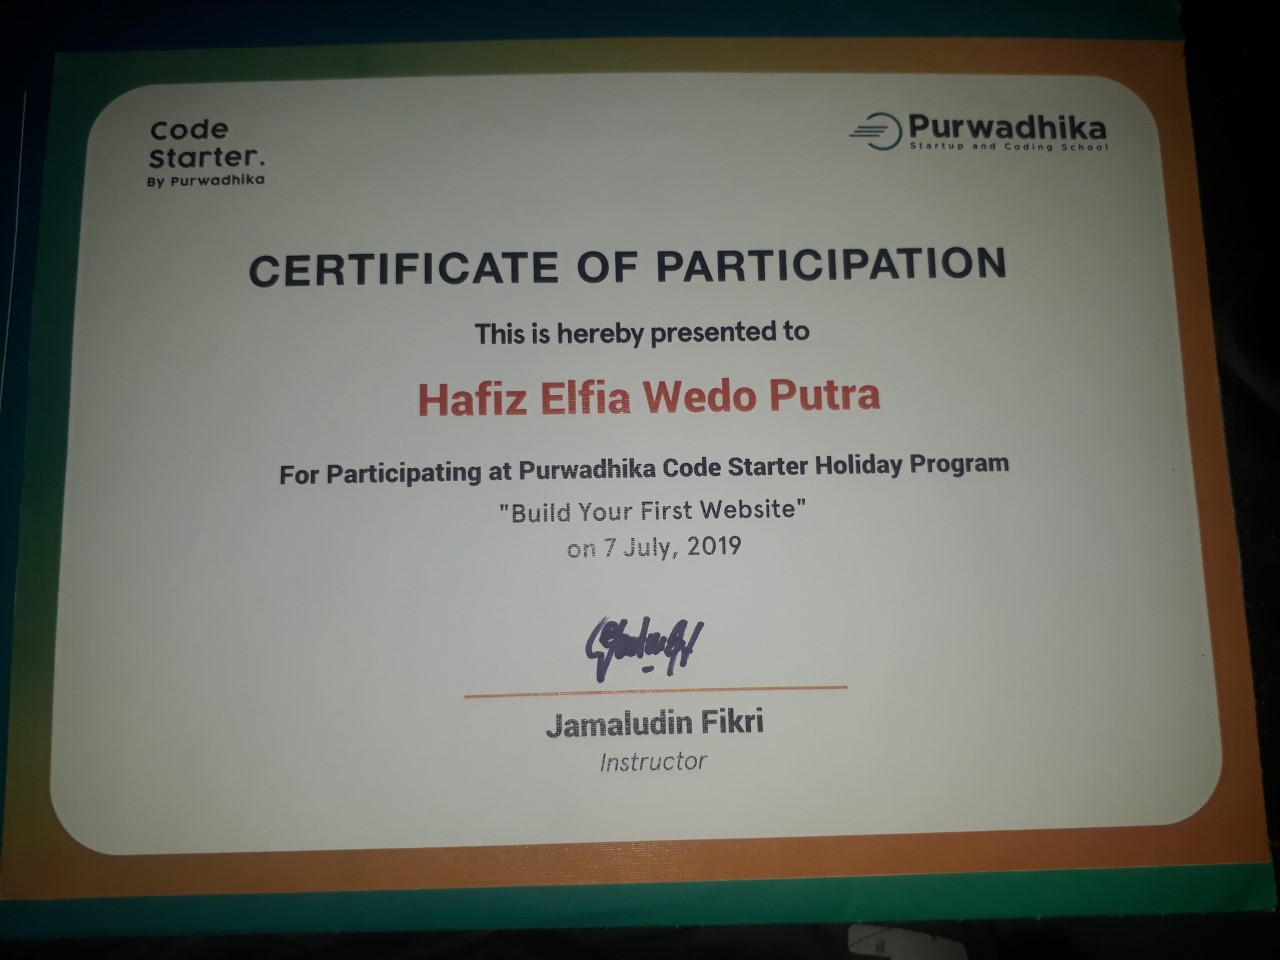 Code
Starter.
By Purwadhika
Purwadhika
Startup and Coding School
CERTIFICATE OF PARTICIPATION
This is hereby presented to
Hafiz Elfia Wedo Putra
For Participating at Purwadhika Code Starter Holiday Program
"Build Your First Website"
on 7 July, 2019
Jamaludin Fikri
Instructor